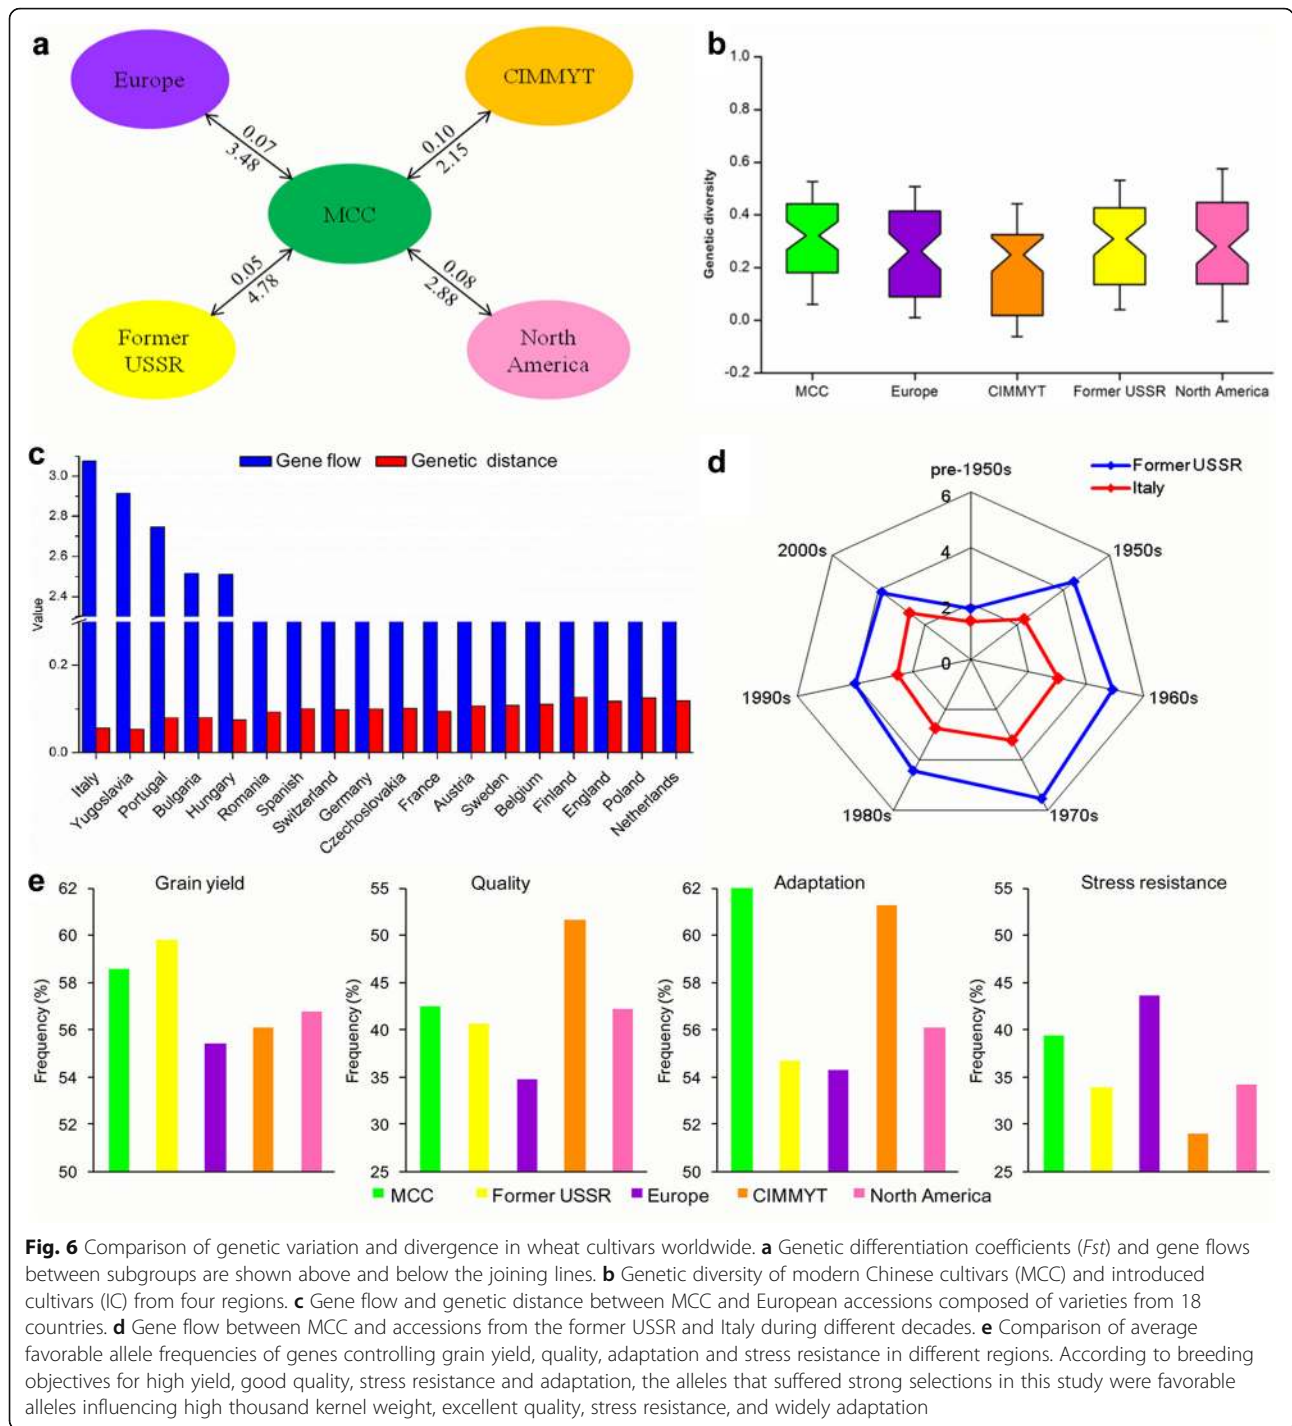 a
Europe
CIMMYT
0.07
3.48
0.10
2.15
MCC
0.05
4.78
0.08
2.88
Former
USSR
North
America
b
1.0
0.8
0.6
0.4
0.2
0.0
-0.2
Genetic diversity
MCC Europe CIMMYT Former USSR North America
c
Gene flow Genetic distance
3.0
2.8
2.6
2.4
0.2
0.0
Value
Italy
Yugoslavia
Portugal
Bulgaria
Hungary
Romania
Spanish
Switzerland
Germany
Czechoslovakia
France
Austria
Sweden
Belgium
Finland
England
Poland
Netherlands
d
Former USSR
Italy
pre-1950s
1950s
1960s
1970s
1980s
1990s
2000s
6
4
2
0
e
Grain yield
62
60
58
56
54
52
50
Frequency (%)
Quality
55
50
45
40
35
30
25
Frequency (%)
Adaptation
62
60
58
56
54
52
50
Frequency (%)
Stress resistance
55
50
45
40
35
30
25
Frequency (%)
MCC Former USSR Europe CIMMYT North America
Fig. 6 Comparison of genetic variation and divergence in wheat cultivars worldwide. a Genetic differentiation coefficients (Fst) and gene flows
between subgroups are shown above and below the joining lines. b Genetic diversity of modern Chinese cultivars (MCC) and introduced
cultivars (IC) from four regions. c Gene flow and genetic distance between MCC and European accessions composed of varieties from 18
countries. d Gene flow between MCC and accessions from the former USSR and Italy during different decades. e Comparison of average
favorable allele frequencies of genes controlling grain yield, quality, adaptation and stress resistance in different regions. According to breeding
objectives for high yield, good quality, stress resistance and adaptation, the alleles that suffered strong selections in this study were favorable
alleles influencing high thousand kernel weight, excellent quality, stress resistance, and widely adaptation